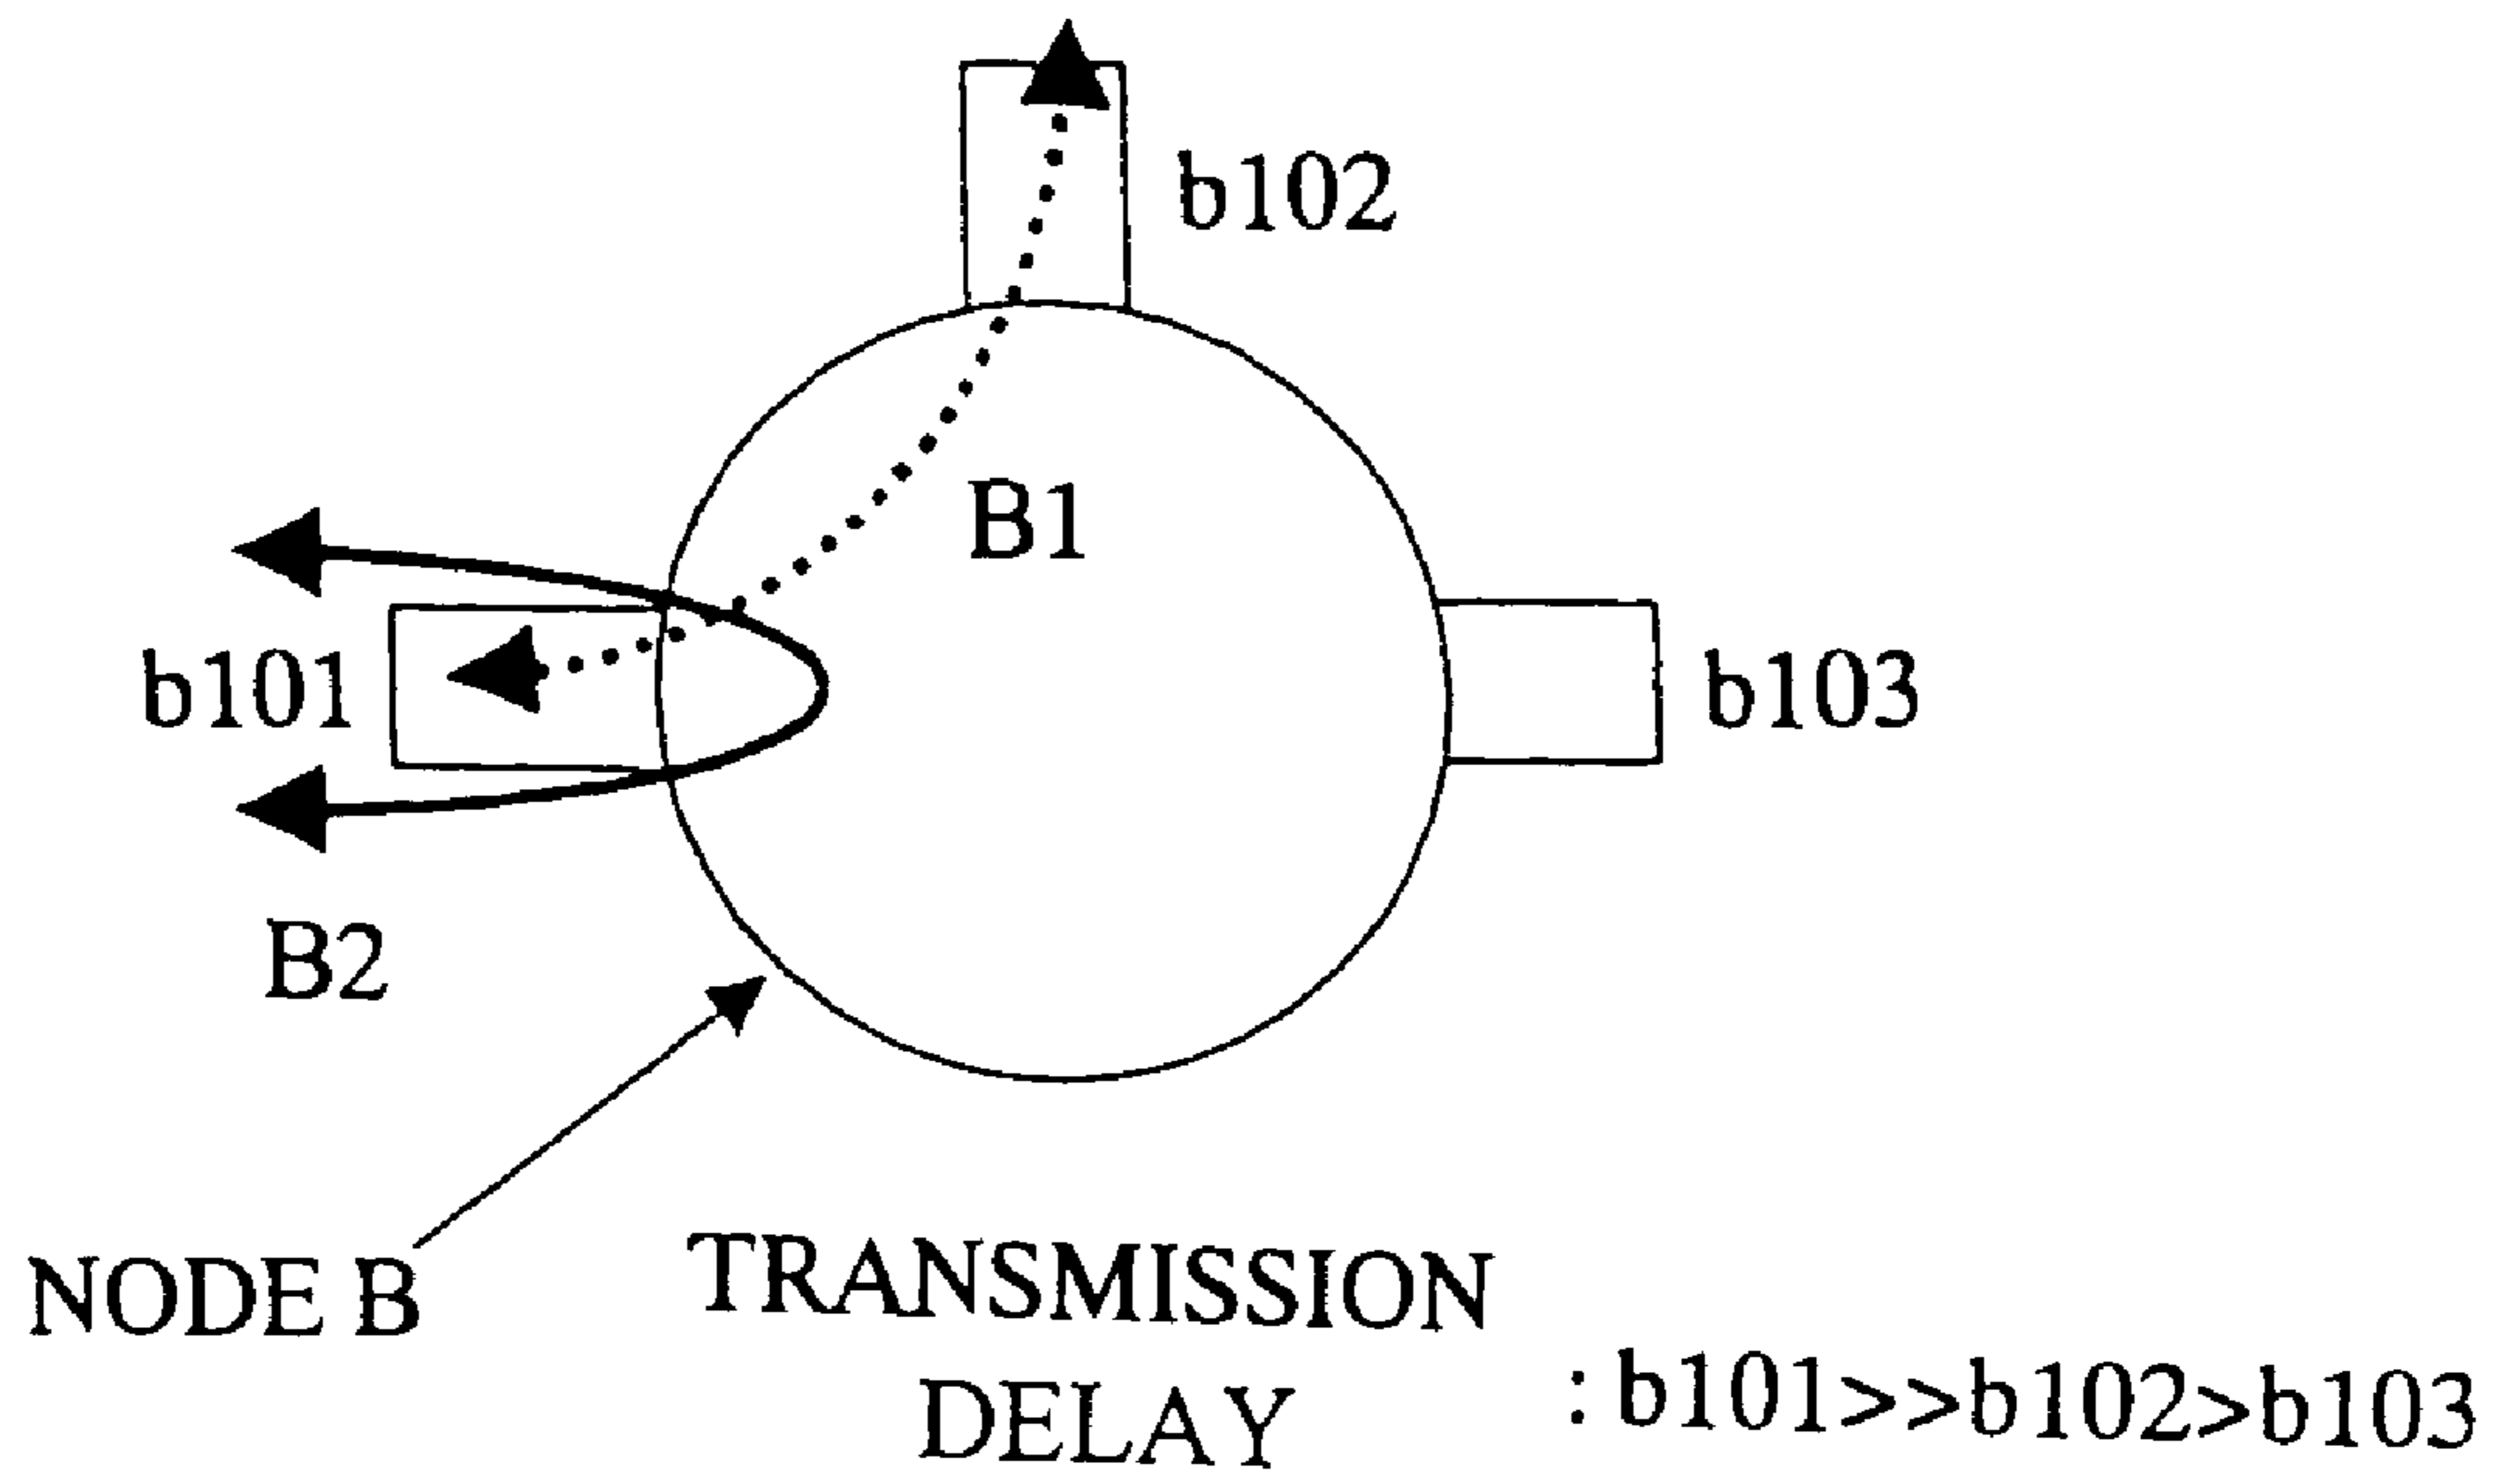 b102
B1
b101
b103
B2
NODE B
TRANSMISSION
DELAY
:b101>>b102>b103